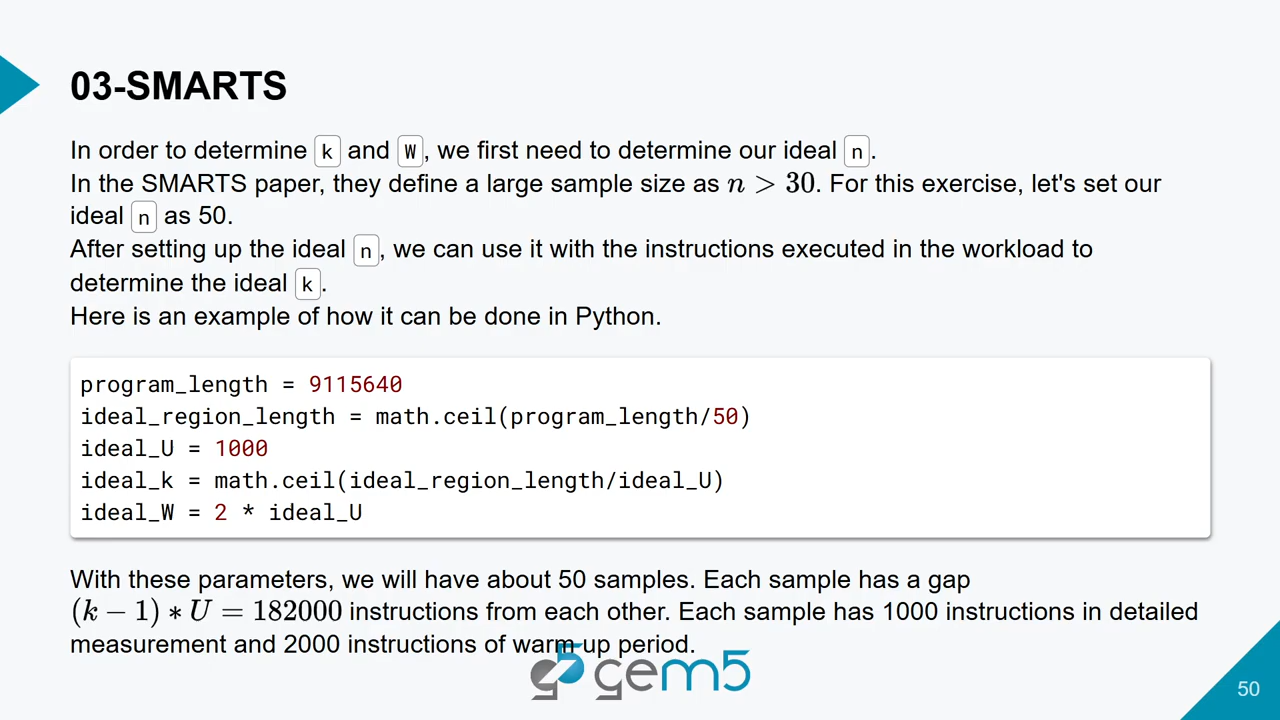 03-SMARTS
In order to determine k and W, we first need to determine our ideal n.
In the SMARTS paper, they define a large sample size as n > 30. For this exercise, let's set our
ideal n as 50.
After setting up the ideal n, we can use it with the instructions executed in the workload to
determine the ideal k.
Here is an example of how it can be done in Python.
program_length = 9115640
ideal_region_length = math.ceil(program_length/50)
ideal_U = 1000
ideal_k = math.ceil(ideal_region_length/ideal_U)
ideal_W = 2 * ideal_U
With these parameters, we will have about 50 samples. Each sample has a gap
(k − 1) ∗ U = 182000 instructions from each other. Each sample has 1000 instructions in detailed
measurement and 2000 instructions of warm-up period.
g5 gem5
50